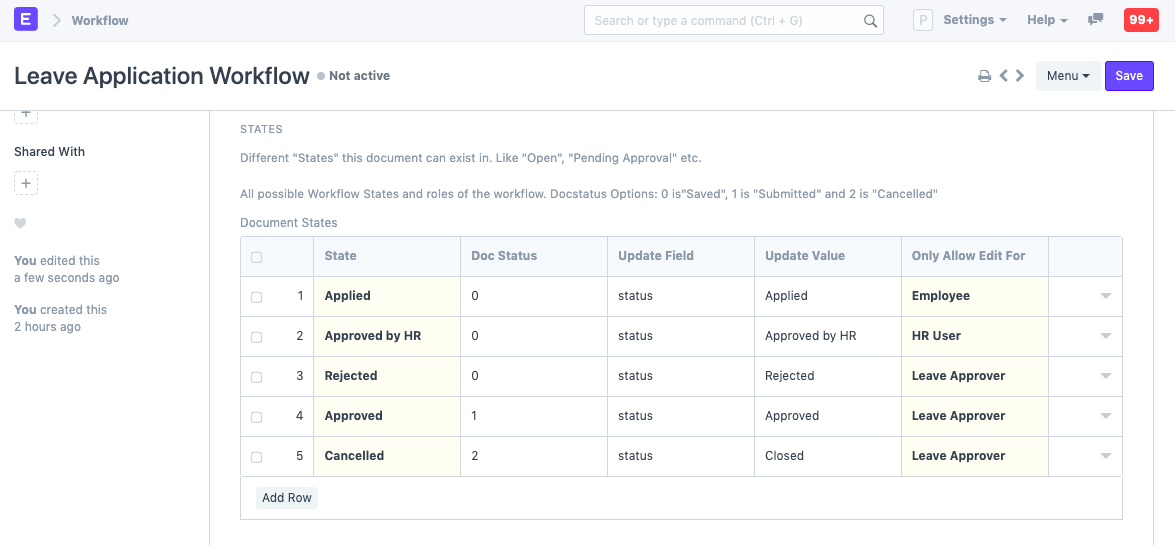 E
Workflow
Search or type a command (Ctrl + G)
P
Settings
Help
99+
Leave Application Workflow
Not active
Menu
Save
Shared With
You edited this
a few seconds ago
You created this
2 hours ago
STATES
Different "States" this document can exist in. Like "Open", "Pending Approval" etc.
All possible Workflow States and roles of the workflow. Docstatus Options: 0 is"Saved", 1 is "Submitted" and 2 is "Cancelled"
Document States
State Doc Status Update Field Update Value Only Allow Edit For
1 Applied 0 status Applied Employee
2 Approved by HR 0 status Approved by HR HR User
3 Rejected 0 status Rejected Leave Approver
4 Approved 1 status Approved Leave Approver
5 Cancelled 2 status Closed Leave Approver
Add Row